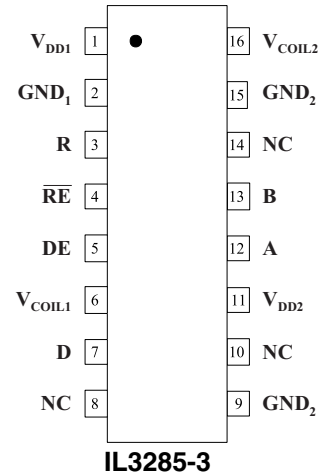 V_DD1 1 16 V_COIL2
GND_1 2 15 GND_2
R 3 14 NC
R̅E̅ 4 13 B
DE 5 12 A
V_COIL1 6 11 V_DD2
D 7 10 NC
NC 8 9 GND_2
IL3285-3